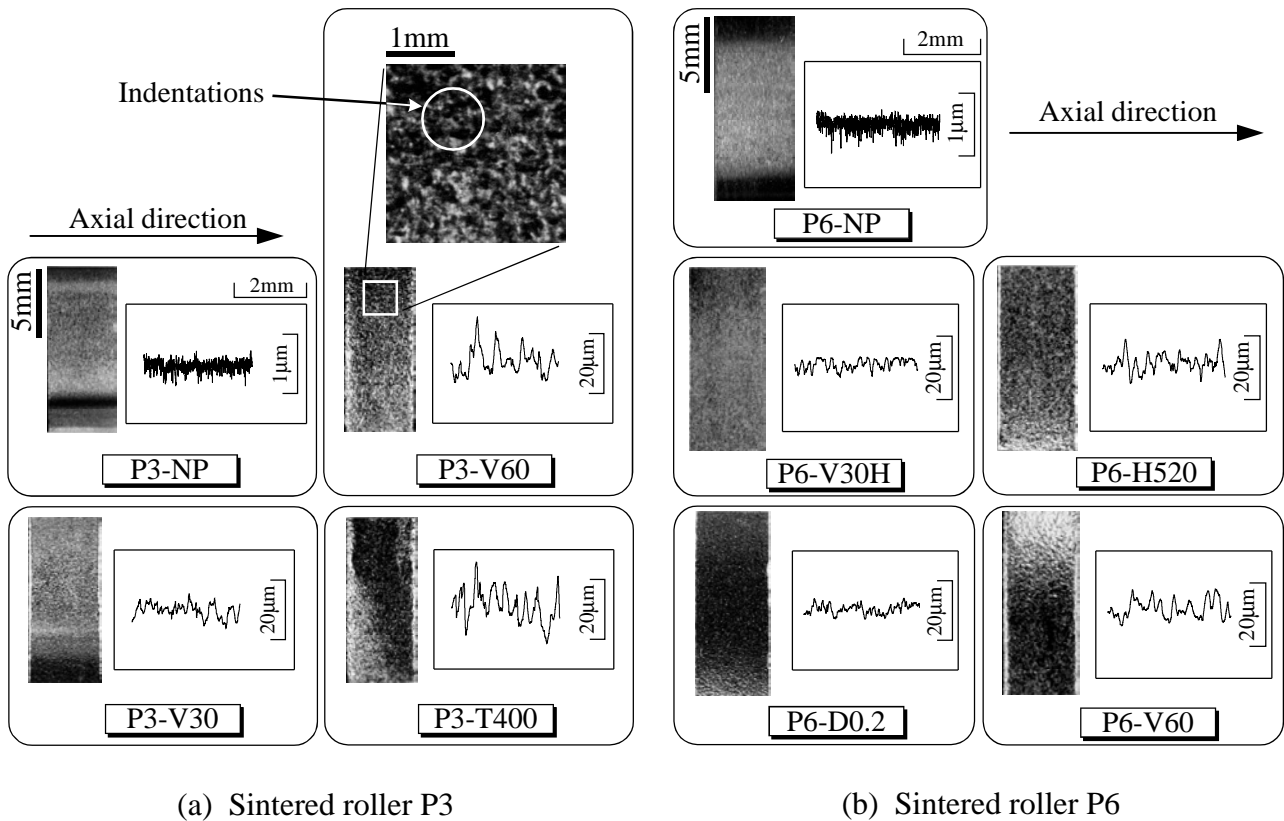 1mm
Indentations
Axial direction
5mm
2mm
1μm
P3-NP
20μm
P3-V60
20μm
P3-V30
20μm
P3-T400
(a) Sintered roller P3
5mm
2mm
1μm
P6-NP
Axial direction
20μm
P6-V30H
20μm
P6-H520
20μm
P6-D0.2
20μm
P6-V60
(b) Sintered roller P6